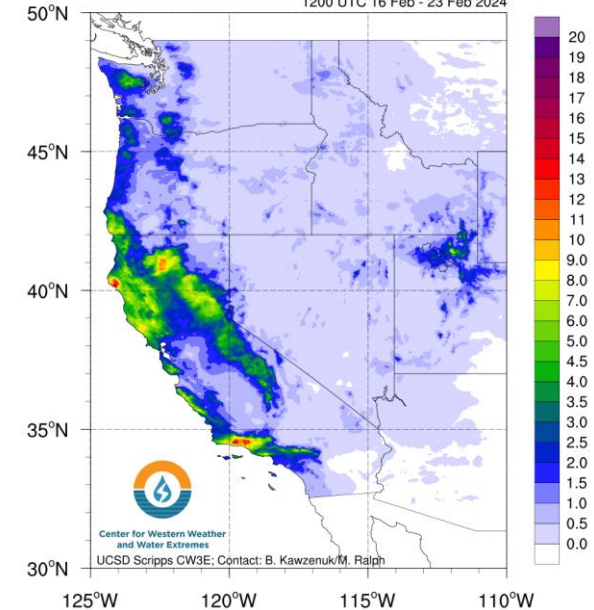 1200 UTC 16 Feb - 23 Feb 2024
50°N
45°N
40°N
35°N
30°N
Center for Western Weather
and Water Extremes
UCSD Scripps CW3E; Contact: B. Kawzenuk/M. Ralph
125°W
120°W
115°W
110°W
20
19
18
17
16
15
14
13
12
11
10
9.0
8.0
7.0
6.0
5.0
4.5
4.0
3.5
3.0
2.5
2.0
1.5
1.0
0.5
0.0